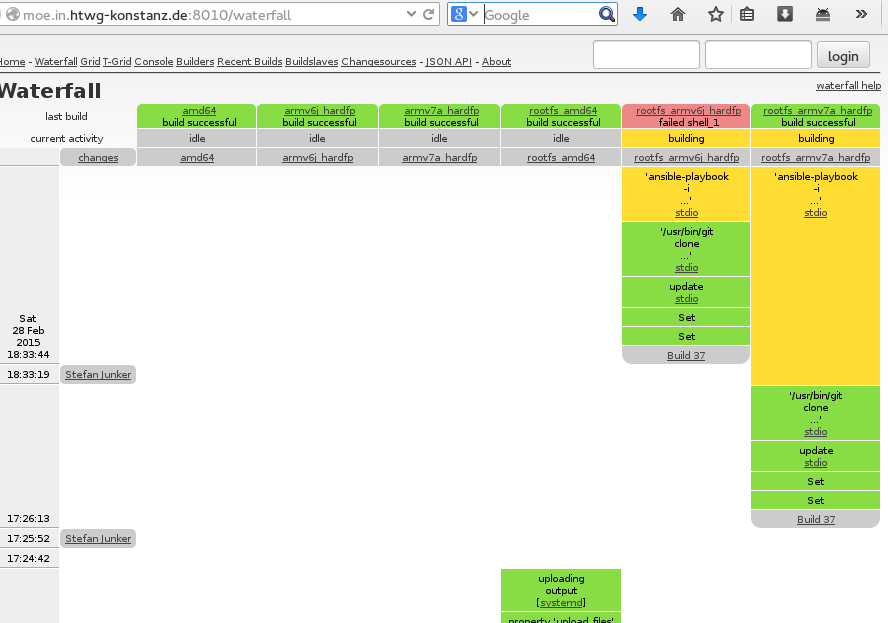 moe.in.htwg-konstanz.de:8010/waterfall
Google
Home - Waterfall Grid T-Grid Console Builders Recent Builds Buildslaves Changesources - JSON API - About
login
Waterfall
waterfall help
last build
amd64
build successful
armv6j_hardfp
build successful
armv7a_hardfp
build successful
rootfs_amd64
build successful
rootfs_armv6j_hardfp
failed shell_1
rootfs_armv7a_hardfp
build successful
current activity
idle
idle
idle
idle
building
building
changes
amd64
armv6j_hardfp
armv7a_hardfp
rootfs_amd64
rootfs_armv6j_hardfp
rootfs_armv7a_hardfp
'ansible-playbook
-i
...'
stdio
'ansible-playbook
-i
...'
stdio
'/usr/bin/git
clone
...'
stdio
update
stdio
Set
Set
Build 37
Sat
28 Feb
2015
18:33:44
18:33:19
Stefan Junker
'/usr/bin/git
clone
...'
stdio
update
stdio
Set
Set
Build 37
17:26:13
17:25:52
Stefan Junker
17:24:42
uploading
output
[systemd]
property 'upload_files'